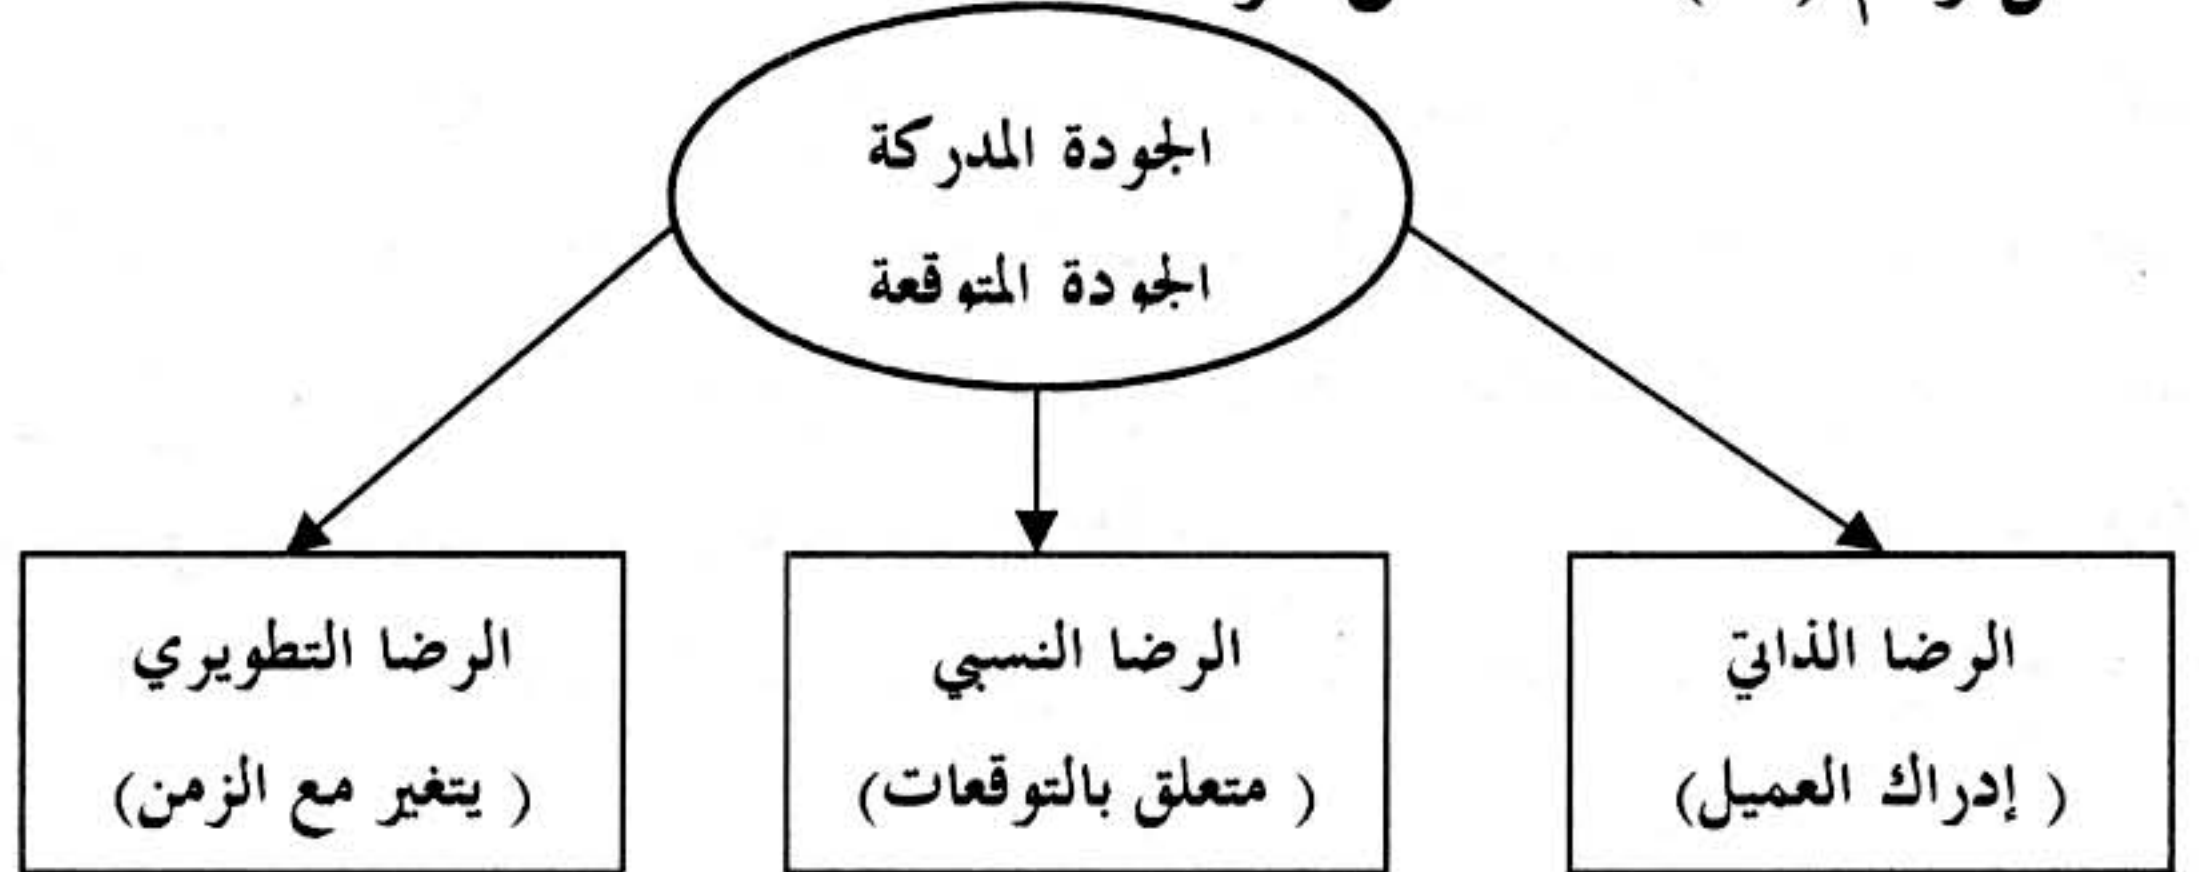 الجودة المدركة
الجودة المتوقعة
الرضا الذاتي
( إدراك العميل)
الرضا النسبي
( متعلق بالتوقعات)
الرضا التطويري
( يتغير مع الزمن)